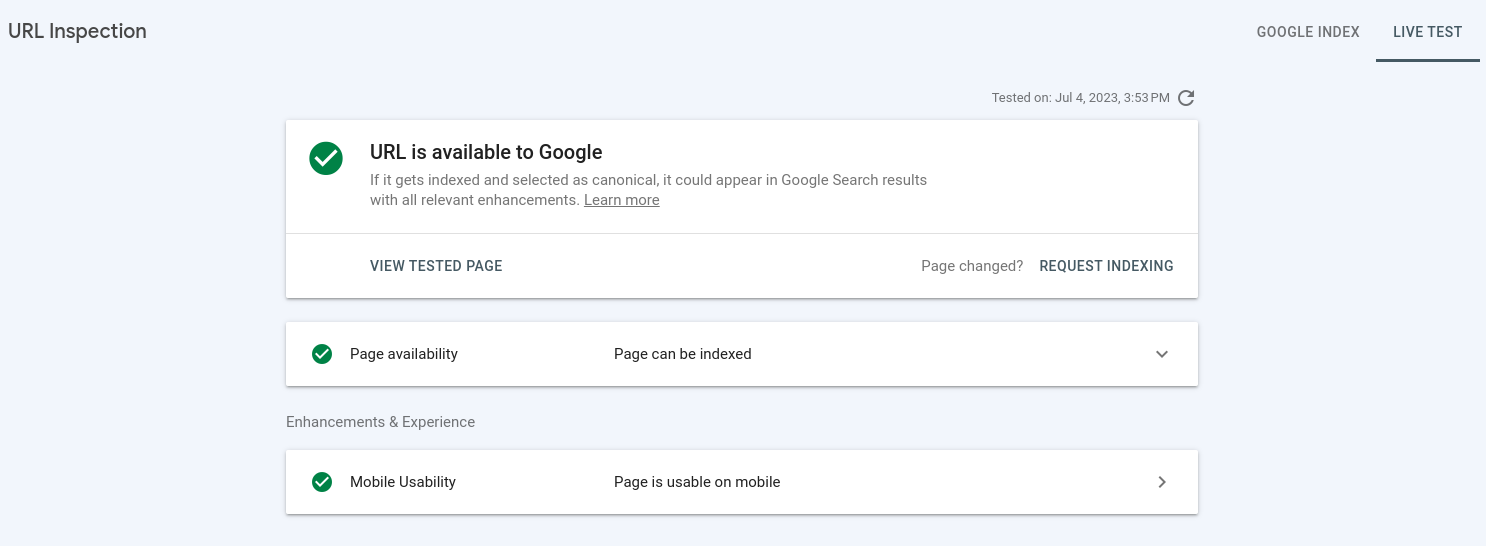 URL Inspection
GOOGLE INDEX
LIVE TEST
Tested on: Jul 4, 2023, 3:53 PM
URL is available to Google
If it gets indexed and selected as canonical, it could appear in Google Search results
with all relevant enhancements. Learn more
VIEW TESTED PAGE
Page changed? REQUEST INDEXING
Page availability
Page can be indexed
Enhancements & Experience
Mobile Usability
Page is usable on mobile